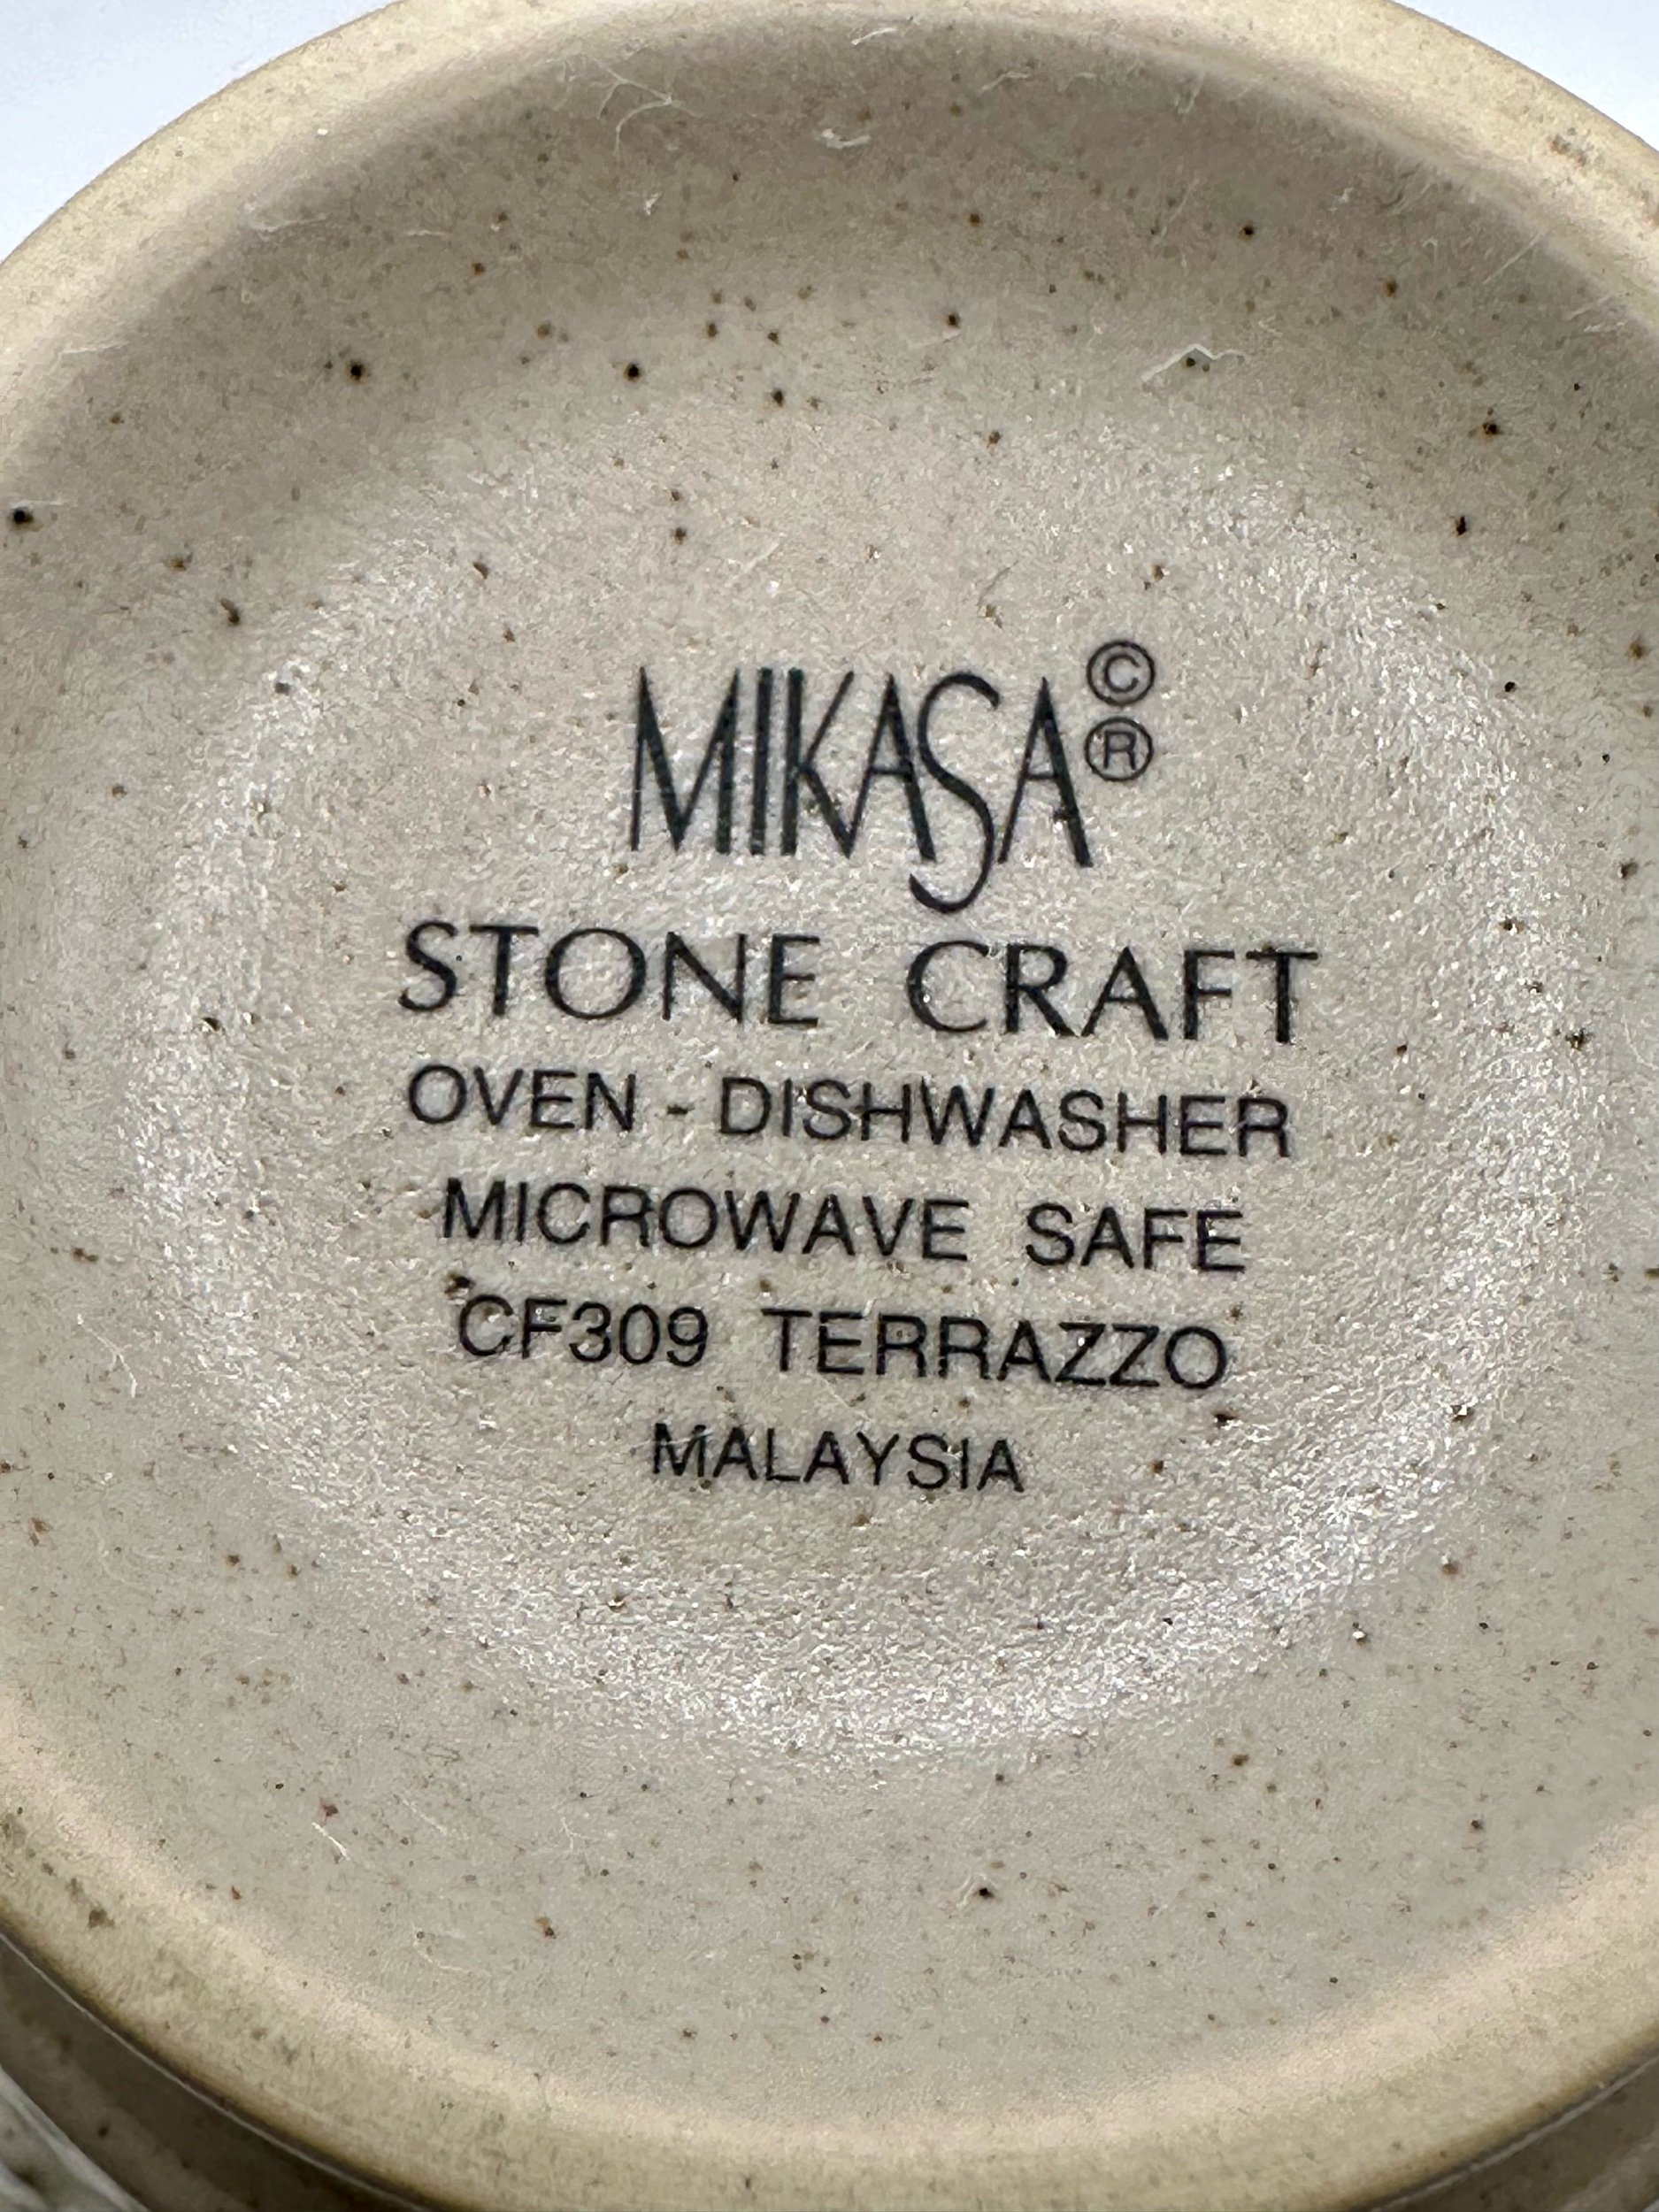 MIKASA©®
STONE CRAFT
OVEN - DISHWASHER
MICROWAVE SAFE
CF309 TERRAZZO
MALAYSIA